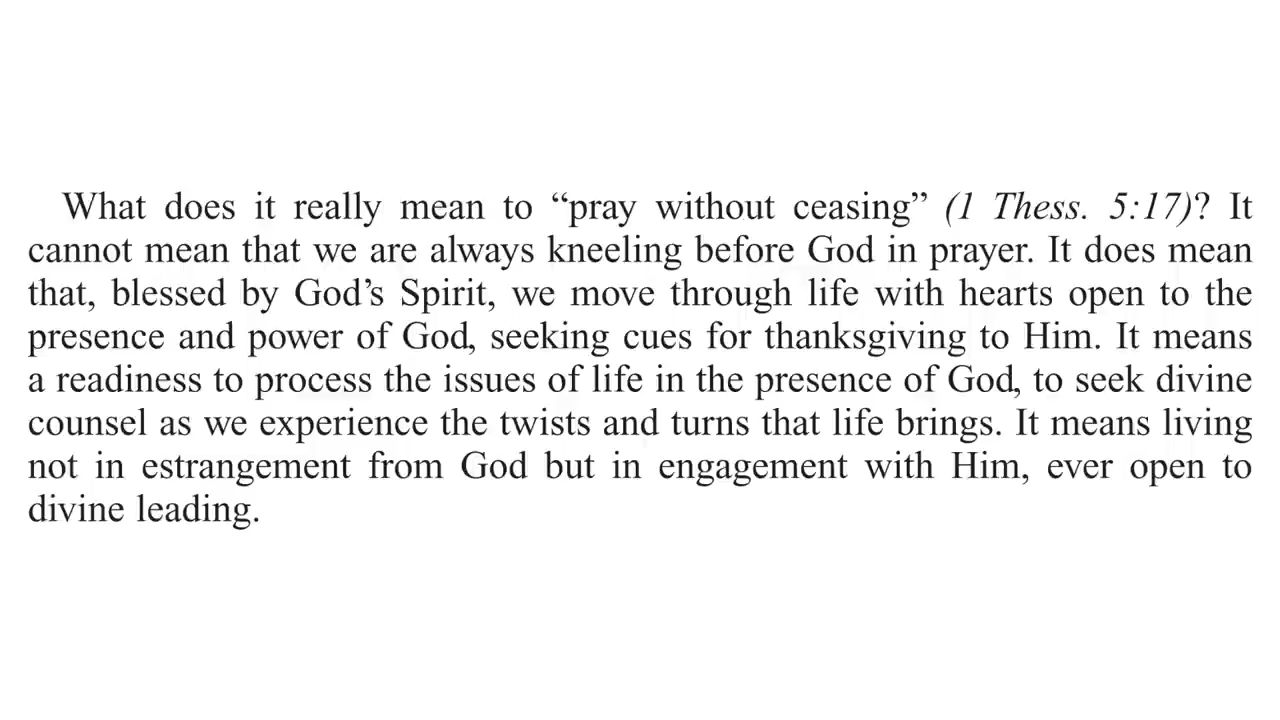 What does it really mean to “pray without ceasing” (1 Thess. 5:17)? It
cannot mean that we are always kneeling before God in prayer. It does mean
that, blessed by God’s Spirit, we move through life with hearts open to the
presence and power of God, seeking cues for thanksgiving to Him. It means
a readiness to process the issues of life in the presence of God, to seek divine
counsel as we experience the twists and turns that life brings. It means living
not in estrangement from God but in engagement with Him, ever open to
divine leading.